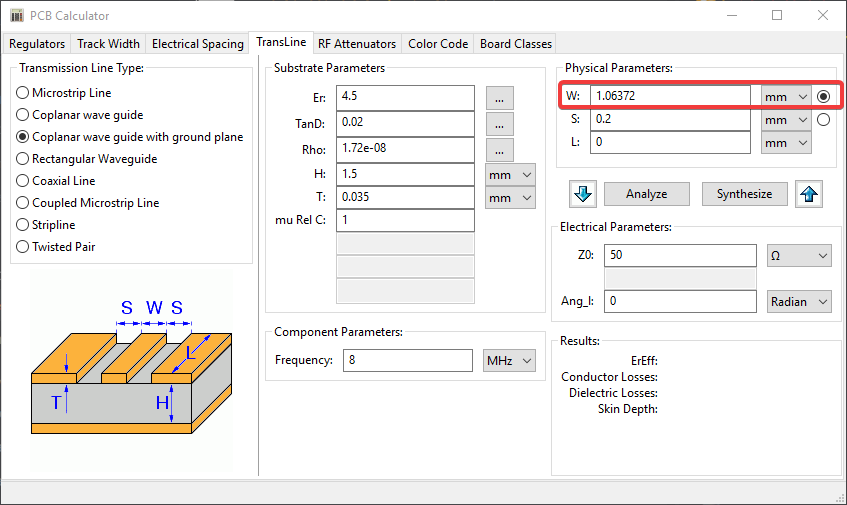 PCB Calculator
Regulators Track Width Electrical Spacing TransLine RF Attenuators Color Code Board Classes
Transmission Line Type:
Microstrip Line
Coplanar wave guide
Coplanar wave guide with ground plane
Rectangular Waveguide
Coaxial Line
Coupled Microstrip Line
Stripline
Twisted Pair
S W S
L
T
H
Substrate Parameters
Er: 4.5 ...
TanD: 0.02 ...
Rho: 1.72e-08 ...
H: 1.5 mm
T: 0.035 mm
mu Rel C: 1
Component Parameters:
Frequency: 8 MHz
Physical Parameters:
W: 1.06372 mm
S: 0.2 mm
L: 0 mm
Analyze Synthesize
Electrical Parameters:
Z0: 50 Ω
Ang_l: 0 Radian
Results:
ErEff:
Conductor Losses:
Dielectric Losses:
Skin Depth: